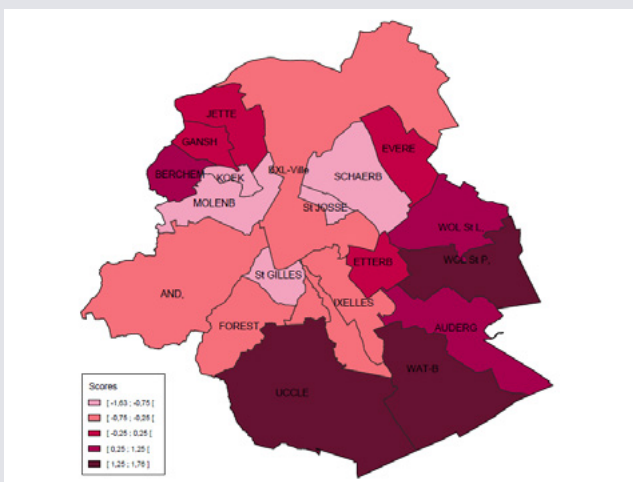 JETTE
GANSH
EVERE
BERCHEM
KOEK
BXL-Ville
SCHAERB
MOLENB
St JOSSE
WOL St L
ETTERB
WOL St P,
St GILLES
AND,
IXELLES
FOREST
AUDERG
WAT-B
UCCLE
Scores
[ -1,63 ; -0,75 [
[ -0,75 ; -0,25 [
[ -0,25 ; 0,25 [
[ 0,25 ; 1,25 [
[ 1,25 ; 1,76 [